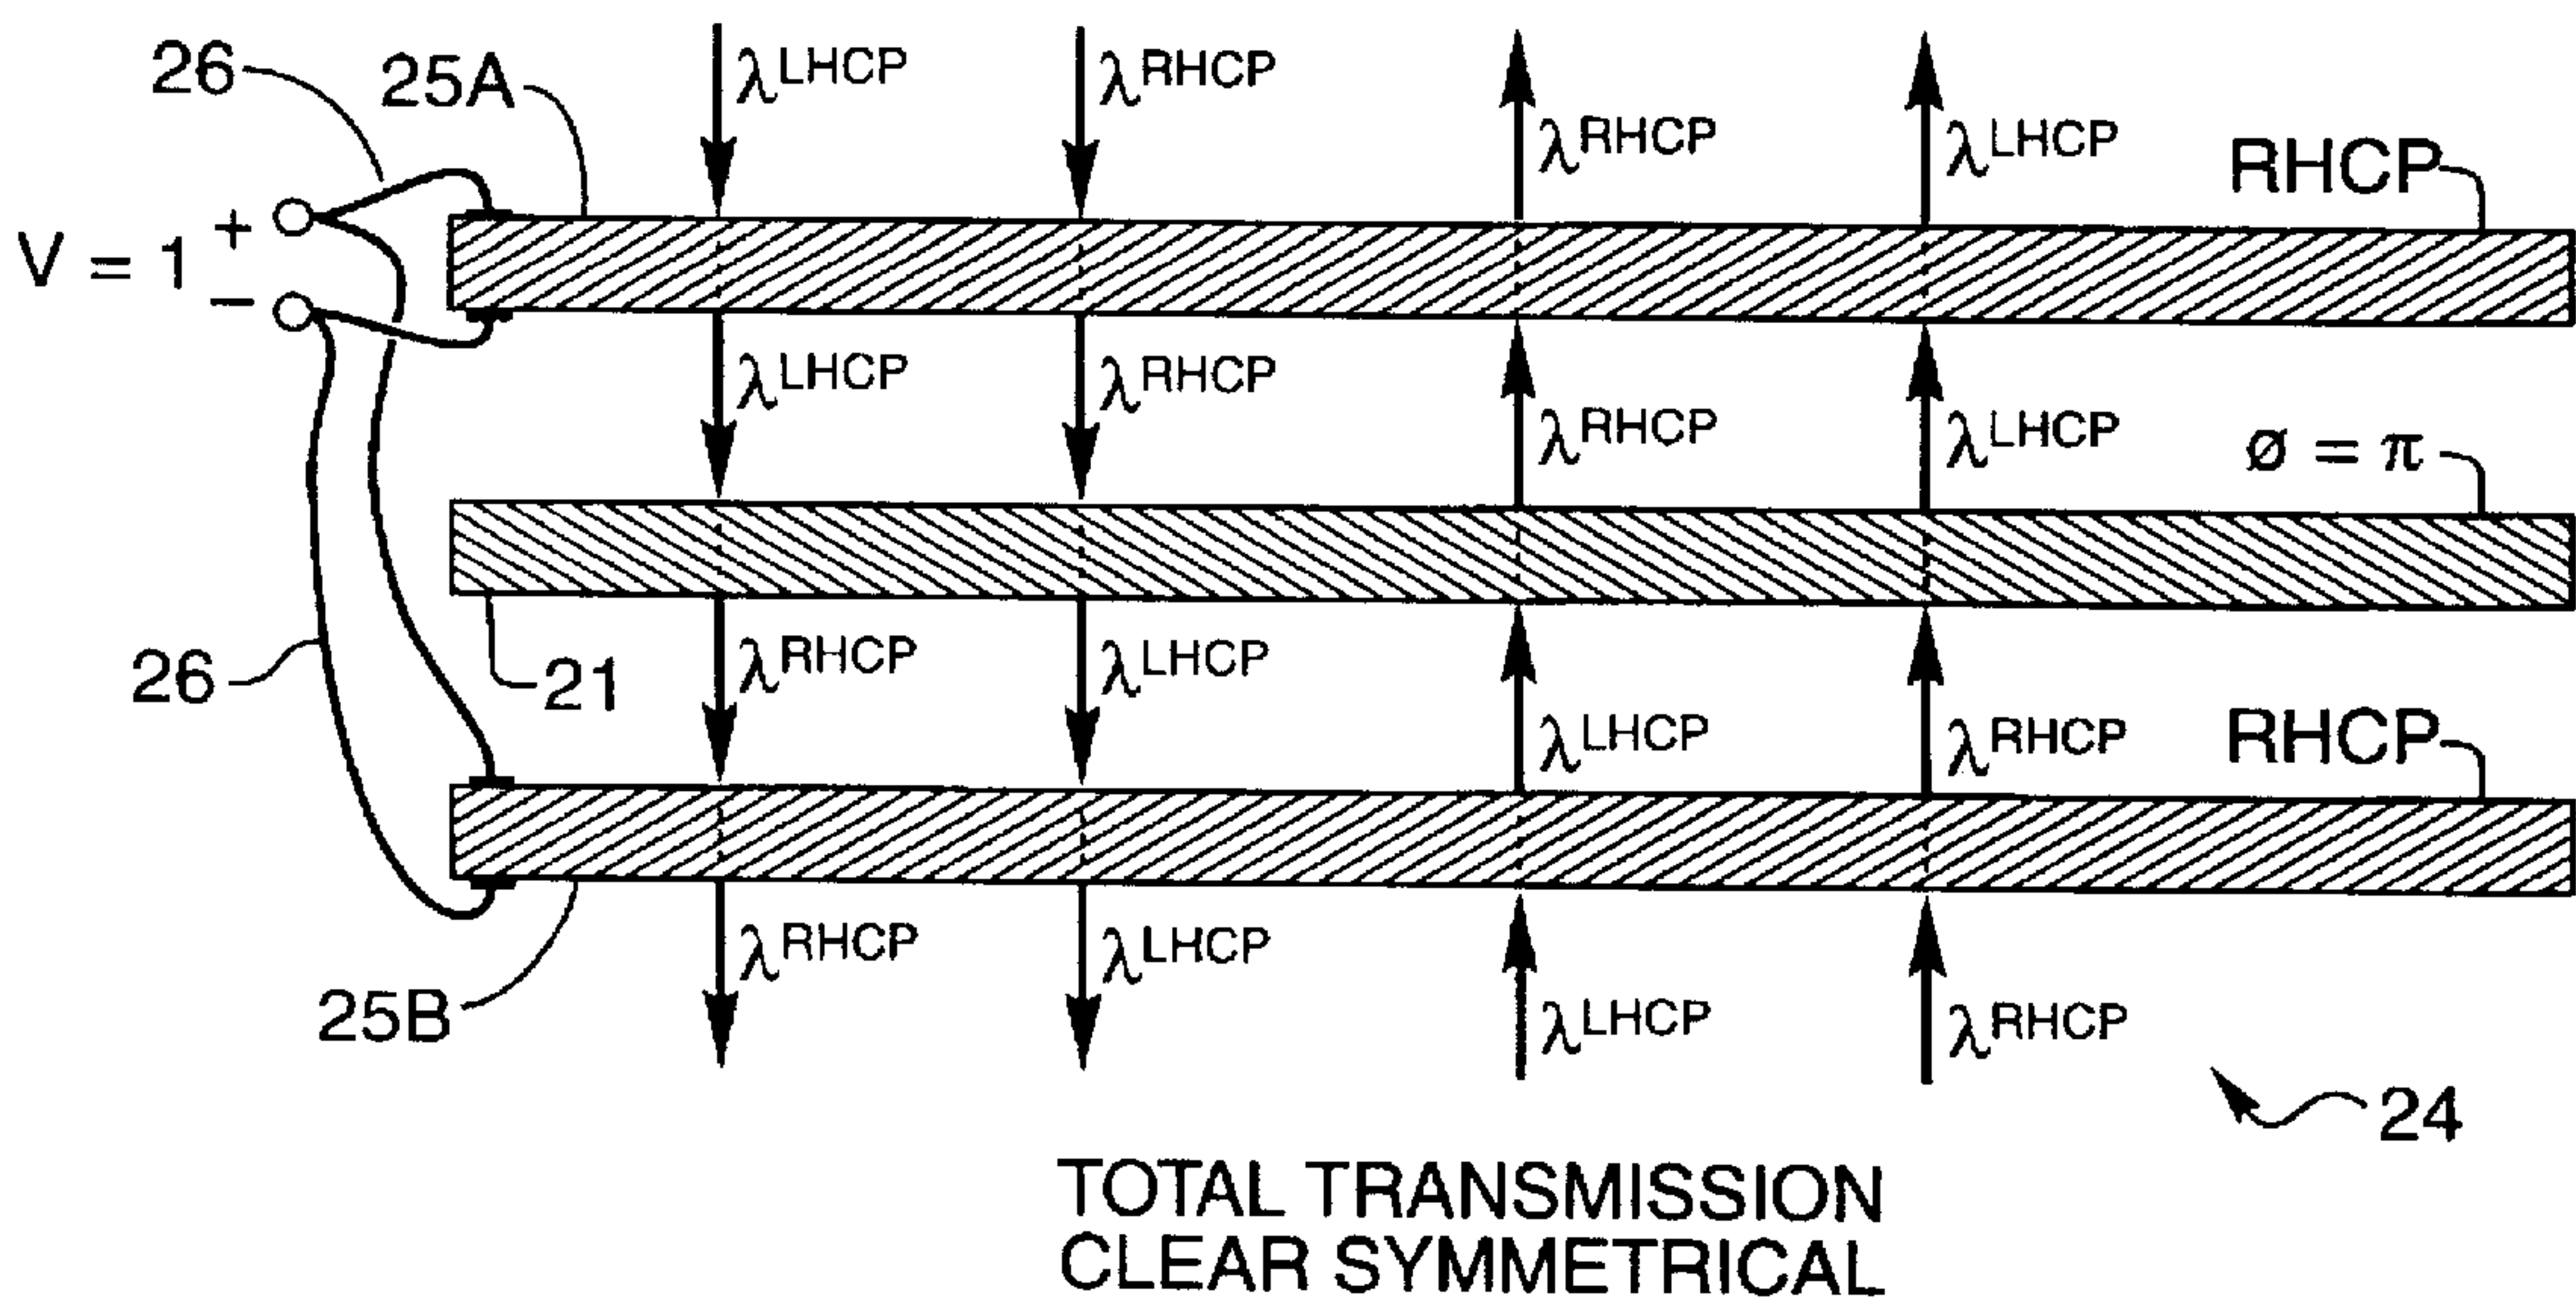 26
25A
λLHCP
λRHCP
λRHCP
λLHCP
RHCP
V = 1
+
−
λLHCP
λRHCP
λRHCP
λLHCP
ø = π
26
21
λRHCP
λLHCP
λLHCP
λRHCP
RHCP
25B
λRHCP
λLHCP
λLHCP
λRHCP
24
TOTAL TRANSMISSION
CLEAR SYMMETRICAL